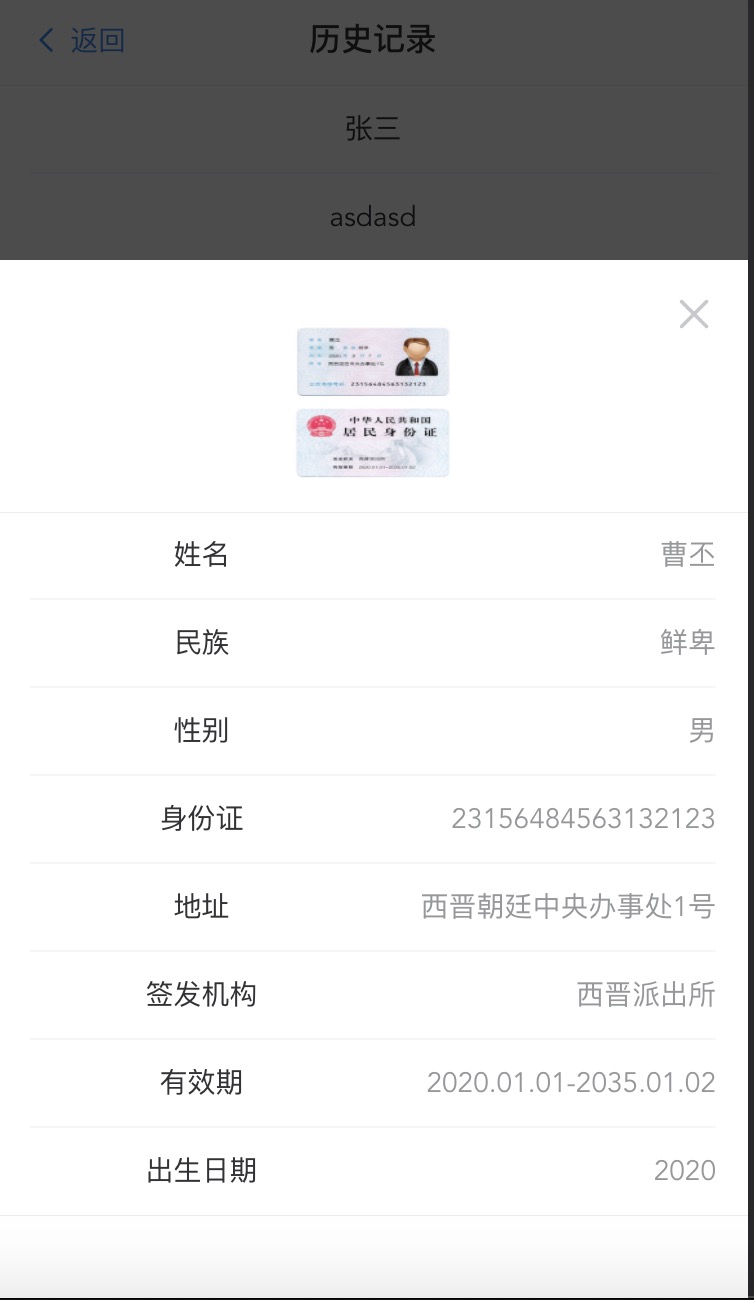 返回
历史记录
张三
asdasd
23156484563132123
中华人民共和国
居民身份证
姓名 曹丕
民族 鲜卑
性别 男
身份证 23156484563132123
地址 西晋朝廷中央办事处1号
签发机构 西晋派出所
有效期 2020.01.01-2035.01.02
出生日期 2020